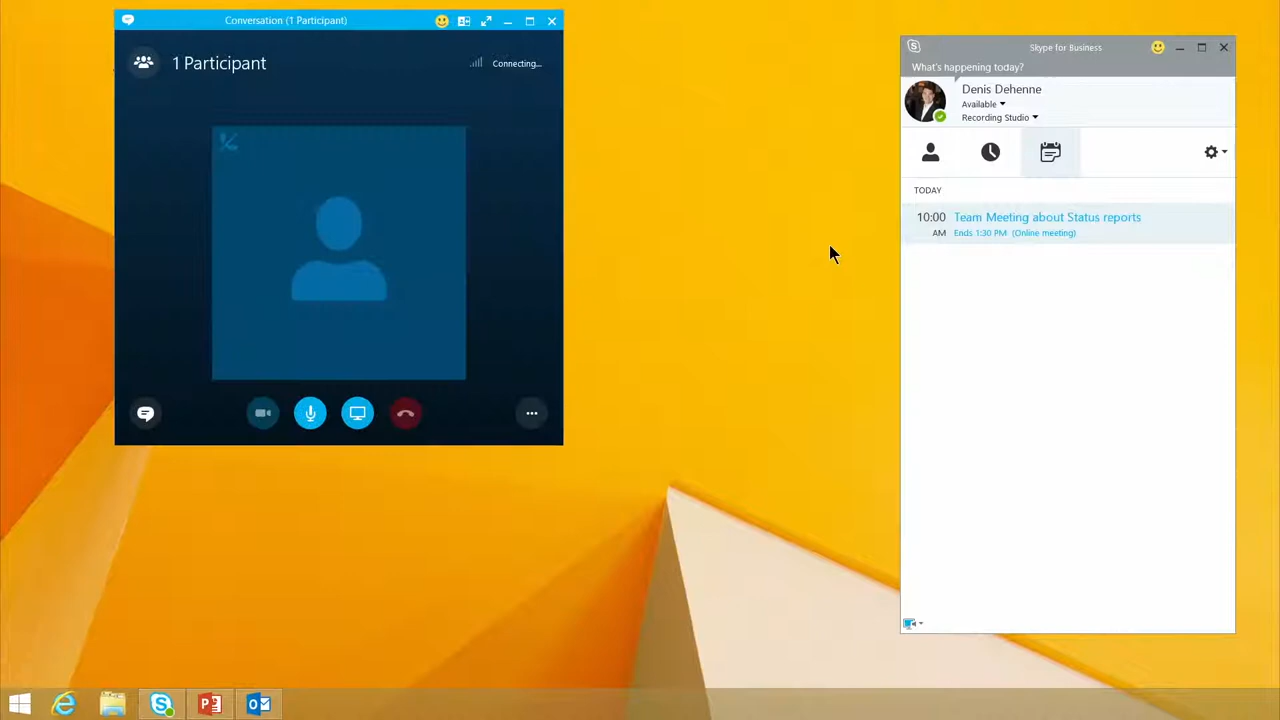 Conversation (1 Participant)
1 Participant
Connecting...
Skype for Business
What's happening today?
Denis Dehenne
Available
Recording Studio
TODAY
10:00 AM
Team Meeting about Status reports
Ends 1:30 PM (Online meeting)